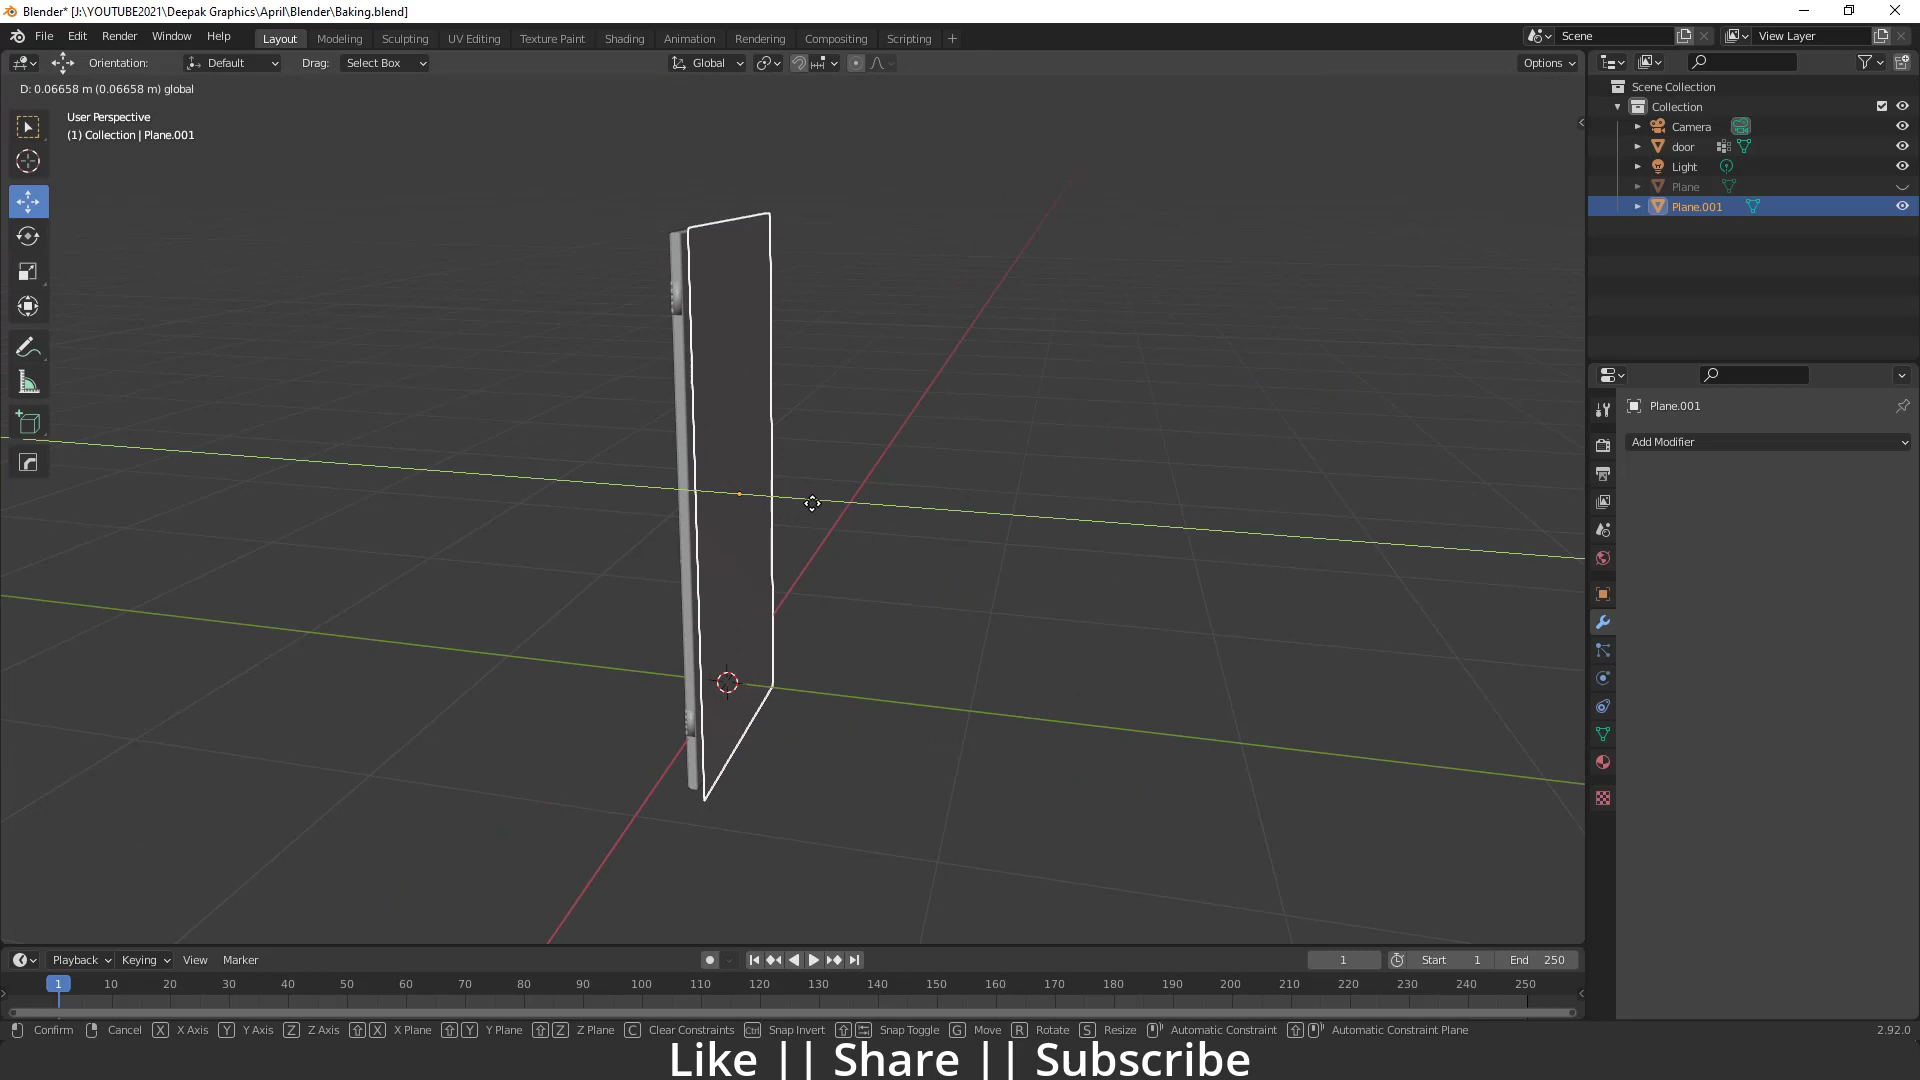 Blender* [J:\YOUTUBE2021\Deepak Graphics\April\Blender\Baking.blend]
File Edit Render Window Help Layout Modeling Sculpting UV Editing Texture Paint Shading Animation Rendering Compositing Scripting Scene View Layer
Orientation: Default Drag: Select Box Global Options
D: 0.06658 m (0.06658 m) global
User Perspective
(1) Collection | Plane.001
Scene Collection
Collection
Camera
door
Light
Plane
Plane.001
Plane.001
Add Modifier
Playback Keying View Marker 1 Start 1 End 250
1 10 20 30 40 50 60 70 80 90 100 110 120 130 140 150 160 170 180 190 200 210 220 230 240 250
Confirm Cancel X X Axis Y Y Axis Z Z Axis X X Plane Y Y Plane Z Z Plane C Clear Constraints Ctrl Snap Invert Snap Toggle G Move R Rotate S Resize Automatic Constraint Automatic Constraint Plane 2.92.0
Like || Share || Subscribe